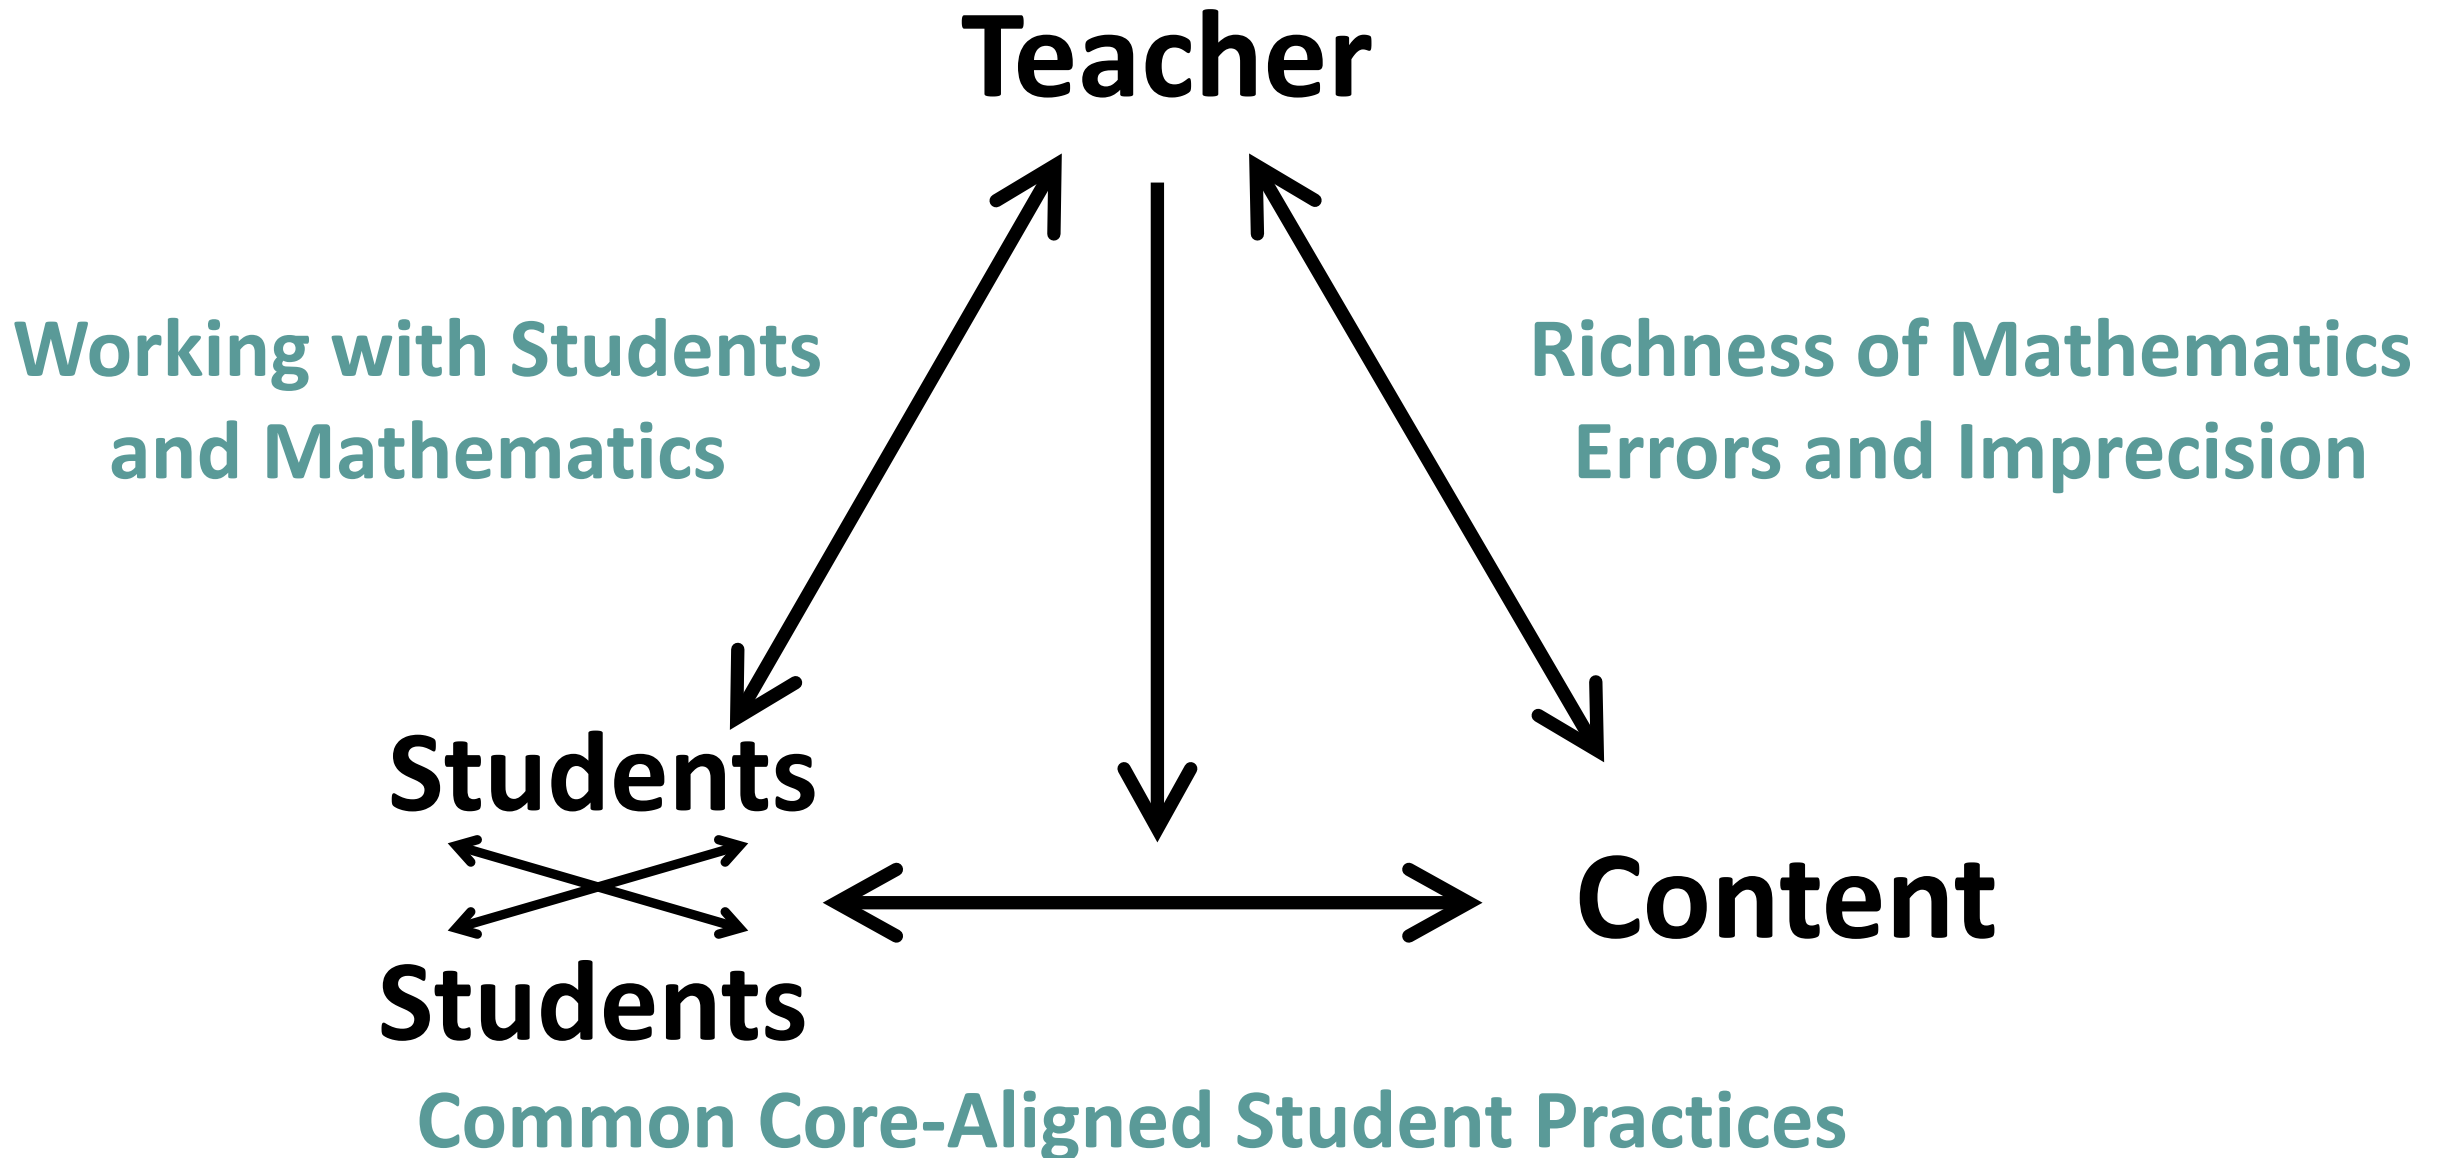 Teacher
Working with Students
and Mathematics
Richness of Mathematics
Errors and Imprecision
Students
Content
Students
Common Core-Aligned Student Practices